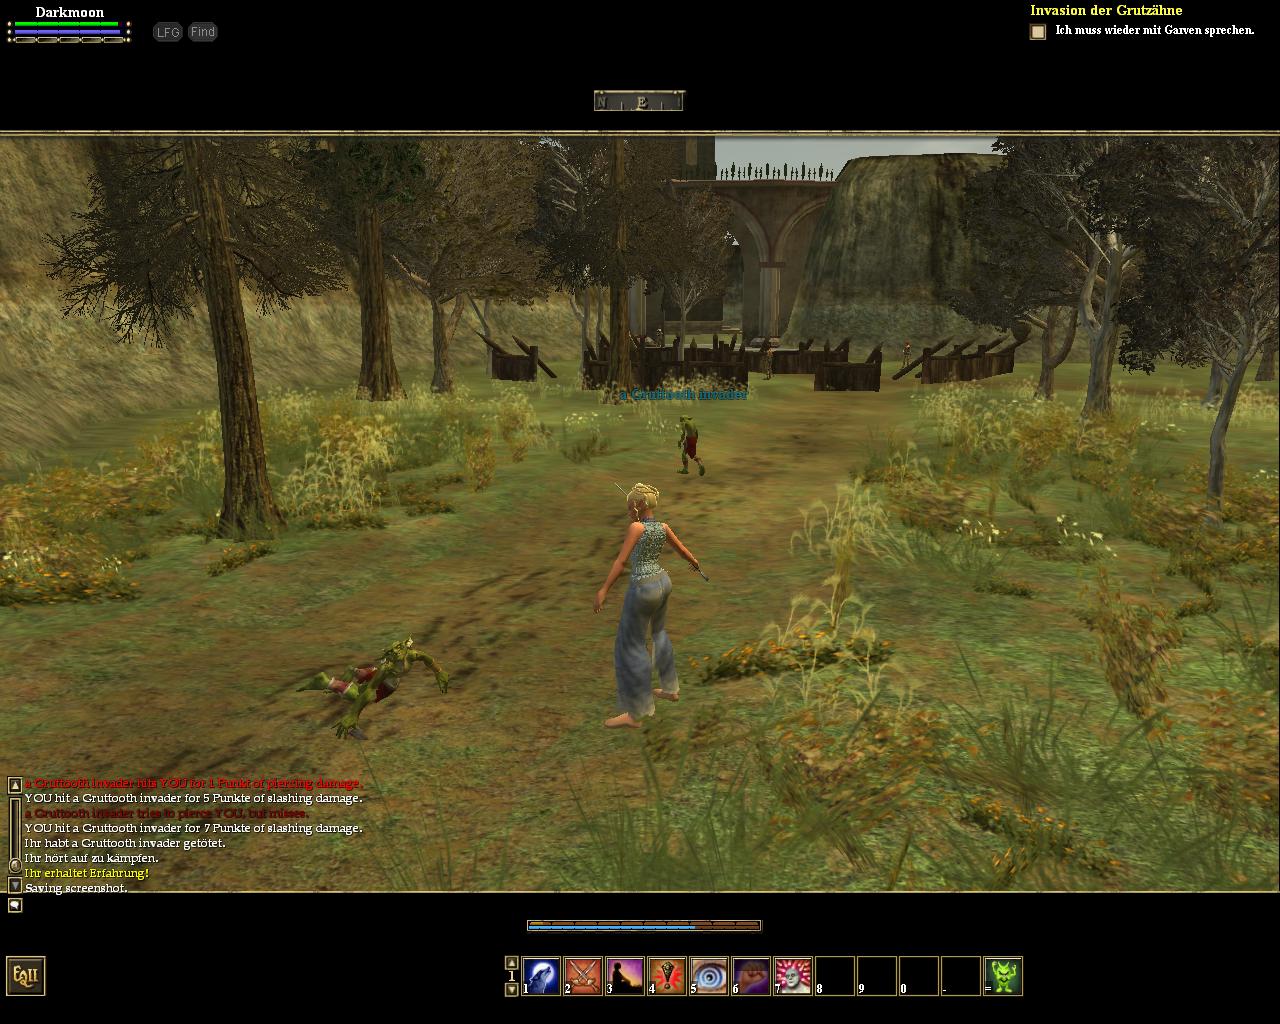 Darkmoon
LFG Find
Invasion der Grutzähne
Ich muss wieder mit Garven sprechen.
N E
a Gruttooth invader
a Gruttooth invader hits YOU for 1 Punkt of piercing damage.
YOU hit a Gruttooth invader for 5 Punkte of slashing damage.
a Gruttooth invader tries to pierce YOU, but misses.
YOU hit a Gruttooth invader for 7 Punkte of slashing damage.
Ihr habt a Gruttooth invader getötet.
Ihr hört auf zu kämpfen.
Ihr erhaltet Erfahrung!
Saving screenshot.
EQII
1
1 2 3 4 5 6 7 8 9 0 - =